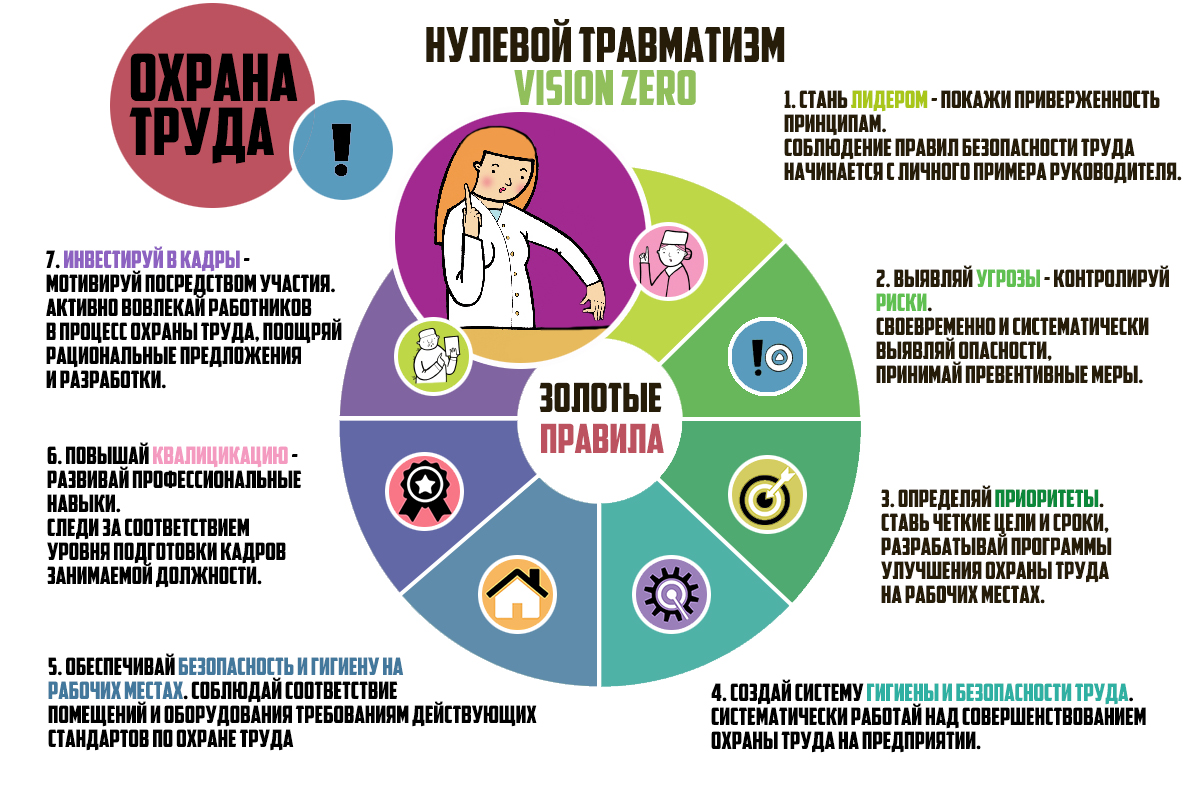 ОХРАНА
ТРУДА
!
НУЛЕВОЙ ТРАВМАТИЗМ
VISION ZERO
1. СТАНЬ ЛИДЕРОМ - ПОКАЖИ ПРИВЕРЖЕННОСТЬ
ПРИНЦИПАМ.
СОБЛЮДЕНИЕ ПРАВИЛ БЕЗОПАСНОСТИ ТРУДА
НАЧИНАЕТСЯ С ЛИЧНОГО ПРИМЕРА РУКОВОДИТЕЛЯ.
2. ВЫЯВЛЯЙ УГРОЗЫ - КОНТРОЛИРУЙ
РИСКИ.
СВОЕВРЕМЕННО И СИСТЕМАТИЧЕСКИ
ВЫЯВЛЯЙ ОПАСНОСТИ,
ПРИНИМАЙ ПРЕВЕНТИВНЫЕ МЕРЫ.
3. ОПРЕДЕЛЯЙ ПРИОРИТЕТЫ.
СТАВЬ ЧЕТКИЕ ЦЕЛИ И СРОКИ,
РАЗРАБАТЫВАЙ ПРОГРАММЫ
УЛУЧШЕНИЯ ОХРАНЫ ТРУДА
НА РАБОЧИХ МЕСТАХ.
4. СОЗДАЙ СИСТЕМУ ГИГИЕНЫ И БЕЗОПАСНОСТИ ТРУДА.
СИСТЕМАТИЧЕСКИ РАБОТАЙ НАД СОВЕРШЕНСТВОВАНИЕМ
ОХРАНЫ ТРУДА НА ПРЕДПРИЯТИИ.
5. ОБЕСПЕЧИВАЙ БЕЗОПАСНОСТЬ И ГИГИЕНУ НА
РАБОЧИХ МЕСТАХ. СОБЛЮДАЙ СООТВЕТСТВИЕ
ПОМЕЩЕНИЙ И ОБОРУДОВАНИЯ ТРЕБОВАНИЯМ ДЕЙСТВУЮЩИХ
СТАНДАРТОВ ПО ОХРАНЕ ТРУДА
6. ПОВЫШАЙ КВАЛИЦИКАЦИЮ -
РАЗВИВАЙ ПРОФЕССИОНАЛЬНЫЕ
НАВЫКИ.
СЛЕДИ ЗА СООТВЕТСТВИЕМ
УРОВНЯ ПОДГОТОВКИ КАДРОВ
ЗАНИМАЕМОЙ ДОЛЖНОСТИ.
7. ИНВЕСТИРУЙ В КАДРЫ -
МОТИВИРУЙ ПОСРЕДСТВОМ УЧАСТИЯ.
АКТИВНО ВОВЛЕКАЙ РАБОТНИКОВ
В ПРОЦЕСС ОХРАНЫ ТРУДА, ПООЩРЯЙ
РАЦИОНАЛЬНЫЕ ПРЕДЛОЖЕНИЯ
И РАЗРАБОТКИ.
ЗОЛОТЫЕ
ПРАВИЛА